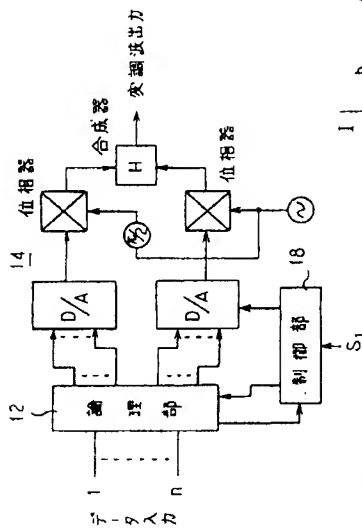 位相器
合成器
変調波出力
H
14
π/2
位相器
D/A
D/A
12
論理部
18
制御部
S₁
1
n
データ入力
I